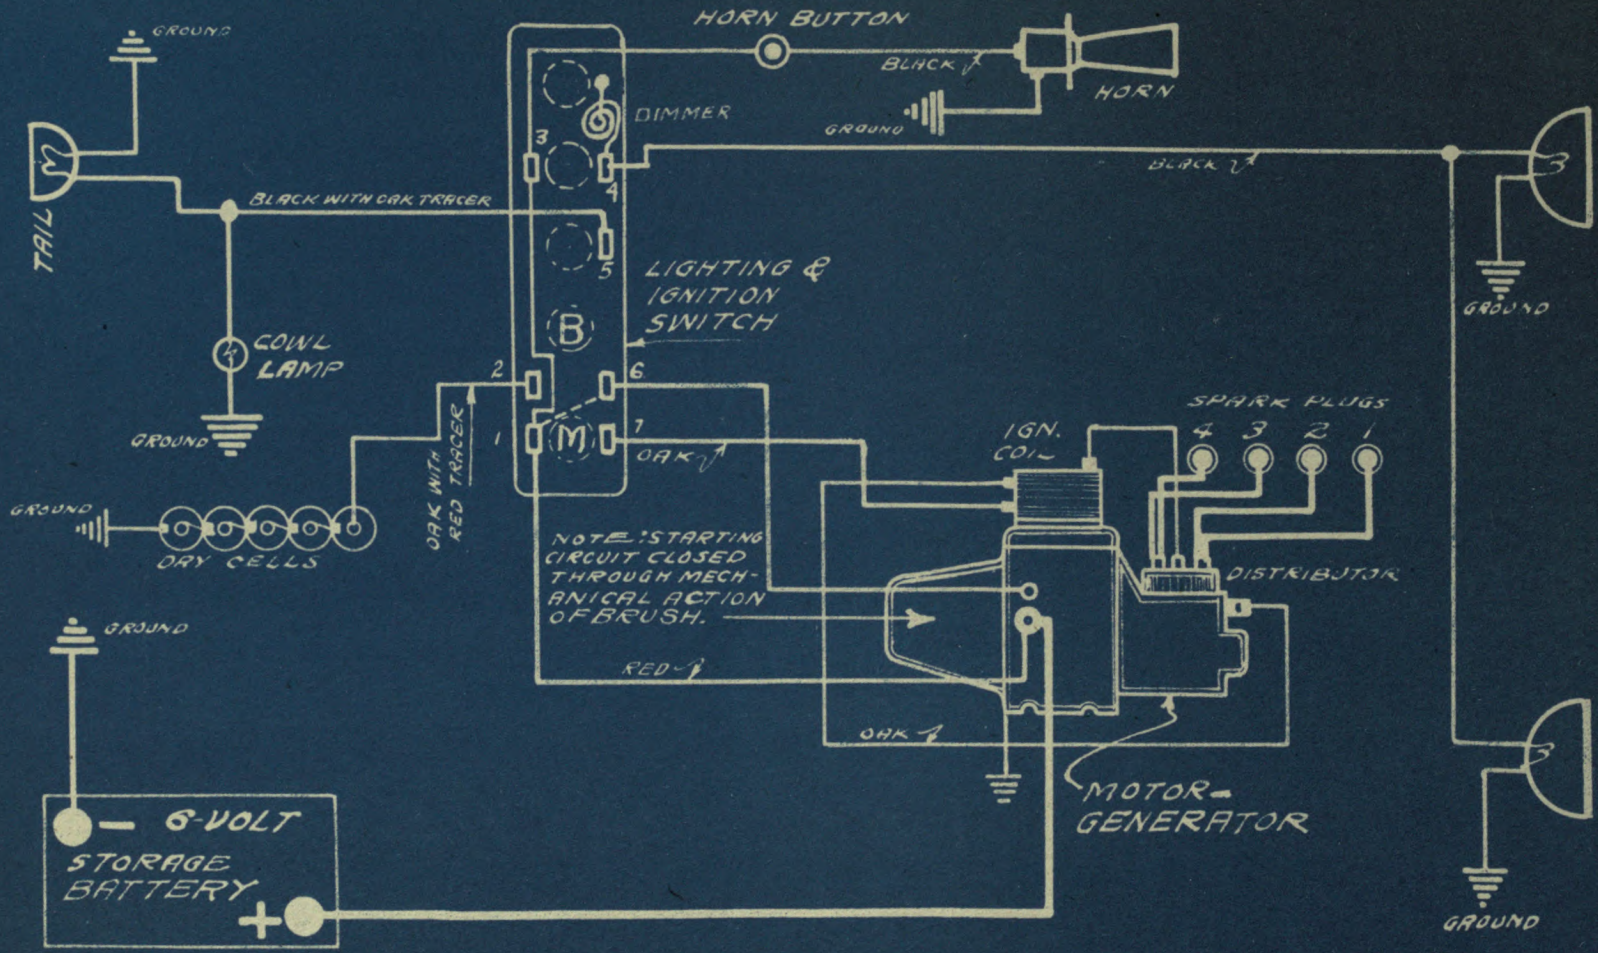 HORN BUTTON
GROUND
BLACK
HORN
DIMMER
GROUND
3
BLACK
4
TAIL
BLACK WITH OAK TRACER
5
LIGHTING &
IGNITION
SWITCH
GROUND
B
COWL
LAMP
2
6
GROUND
OAK WITH
RED TRACER
1
M
7
OAK
IGN.
COIL
SPARK PLUGS
4 3 2 1
GROUND
DRY CELLS
NOTE: STARTING
CIRCUIT CLOSED
THROUGH MECH-
ANICAL ACTION
OF BRUSH.
DISTRIBUTOR
GROUND
RED
OAK
MOTOR-
GENERATOR
- 6-VOLT
STORAGE
BATTERY
+
GROUND